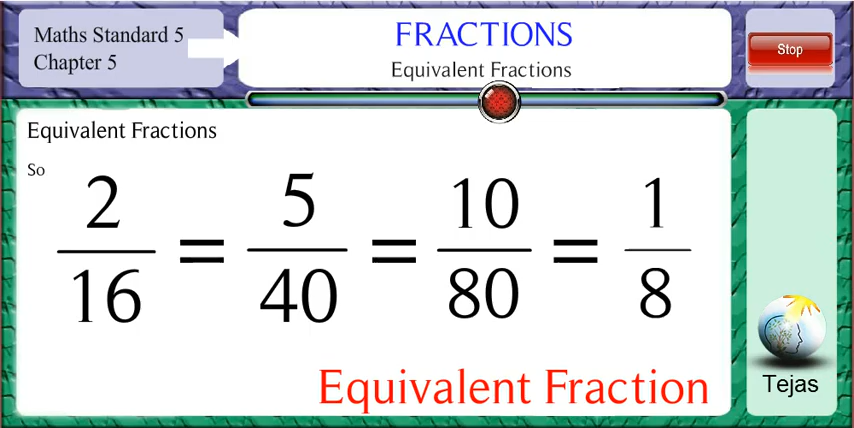 Maths Standard 5
Chapter 5
FRACTIONS
Equivalent Fractions
Stop
Equivalent Fractions
So
2/16 = 5/40 = 10/80 = 1/8
Equivalent Fraction
Tejas